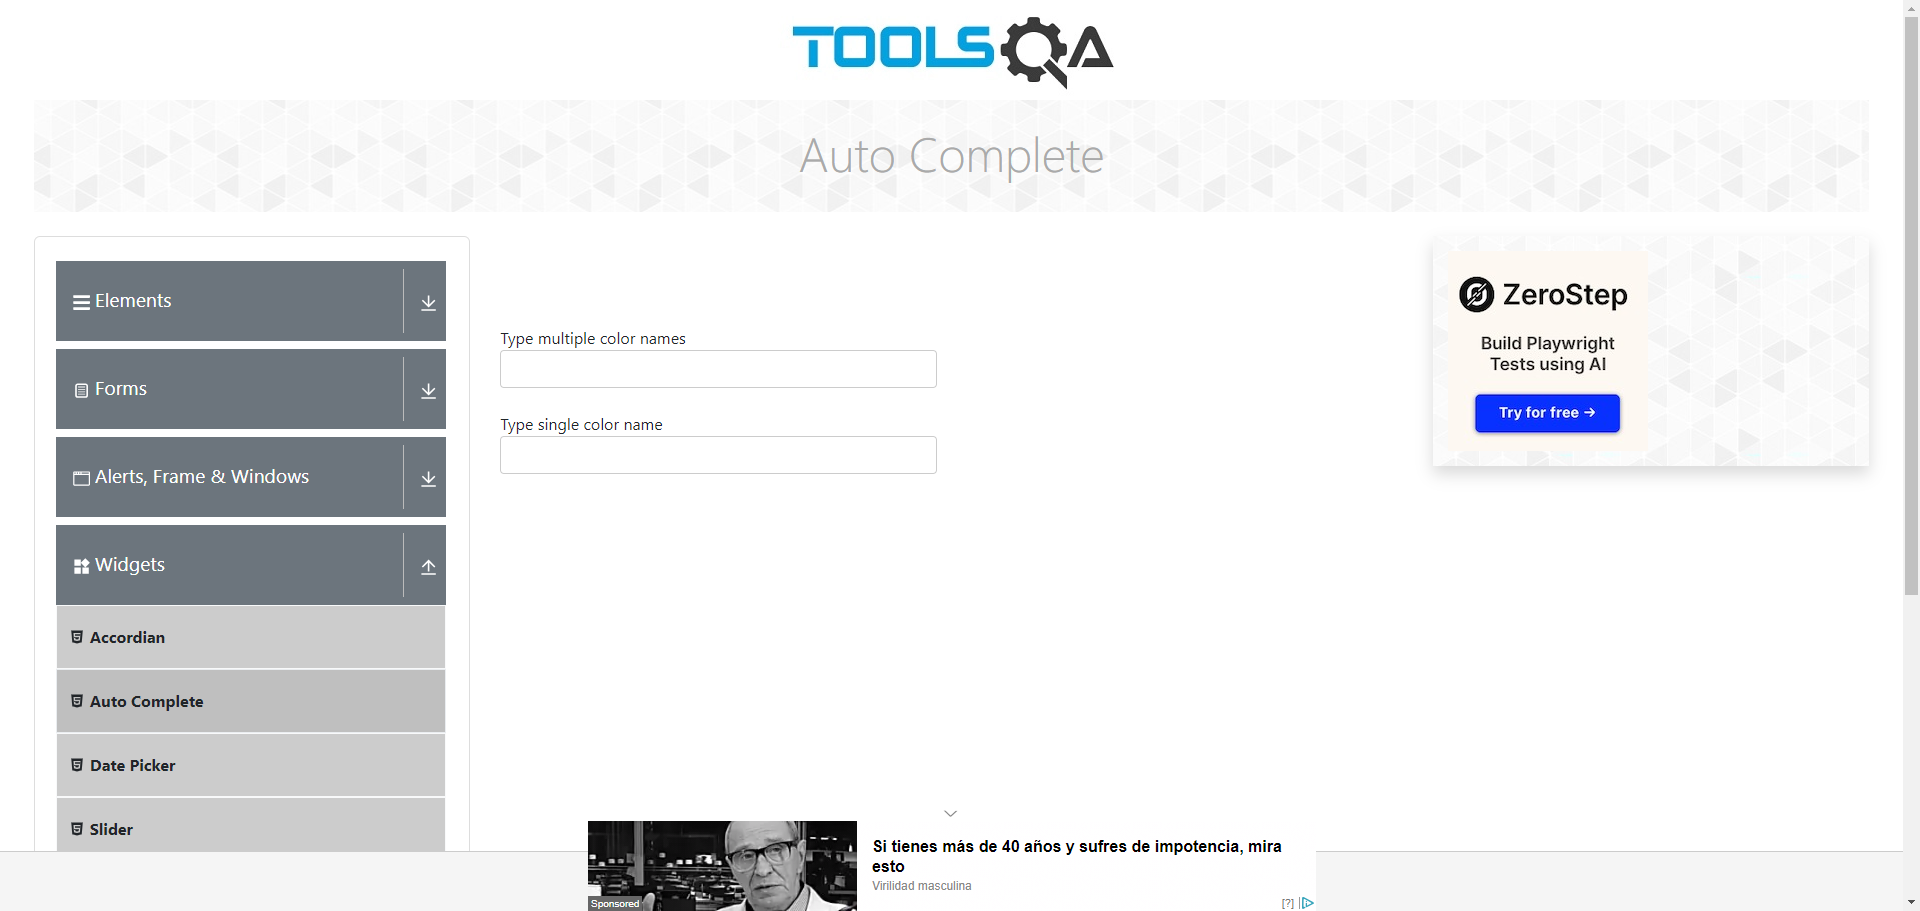 TOOLSQA
Auto Complete
Elements
Forms
Alerts, Frame & Windows
Widgets
Accordian
Auto Complete
Date Picker
Slider
Type multiple color names
Type single color name
ZeroStep
Build Playwright
Tests using AI
Try for free →
Si tienes más de 40 años y sufres de impotencia, mira
esto
Virilidad masculina
Sponsored
[?]